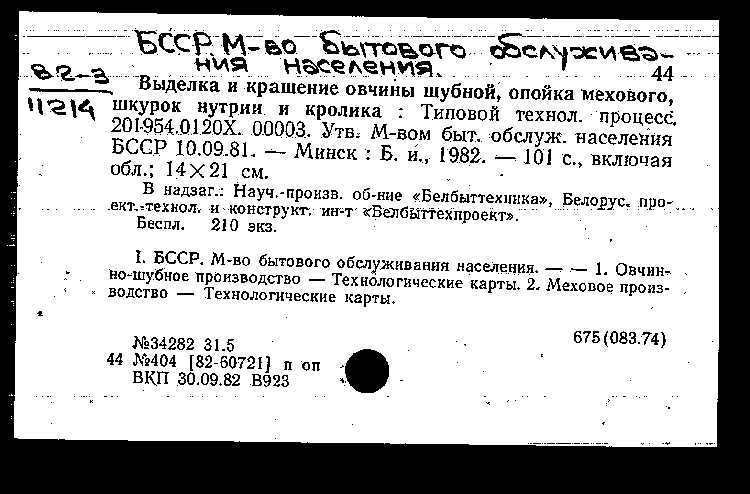 БССР. М-во бытового обслужива-
ния населения.
82-3
11214
44
Выделка и крашение овчины шубной, опойка мехового,
шкурок нутрии и кролика : Типовой технол. процесс.
201-954.0120X. 00003. Утв. М-вом быт. обслуж. населения
БССР 10.09.81. — Минск : Б. и., 1982. — 101 с., включая
обл.; 14×21 см.
В надзаг.: Науч.-произв. об-ние «Белбыттехника», Белорус. про-
ект.-технол. и конструкт. ин-т «Белбыттехпроект».
Беспл. 210 экз.
I. БССР. М-во бытового обслуживания населения. — — 1. Овчин-
но-шубное производство — Технологические карты. 2. Меховое произ-
водство — Технологические карты.
675(083.74)
№34282 31.5
44 №404 [82-60721] п оп
ВКП 30.09.82 В923